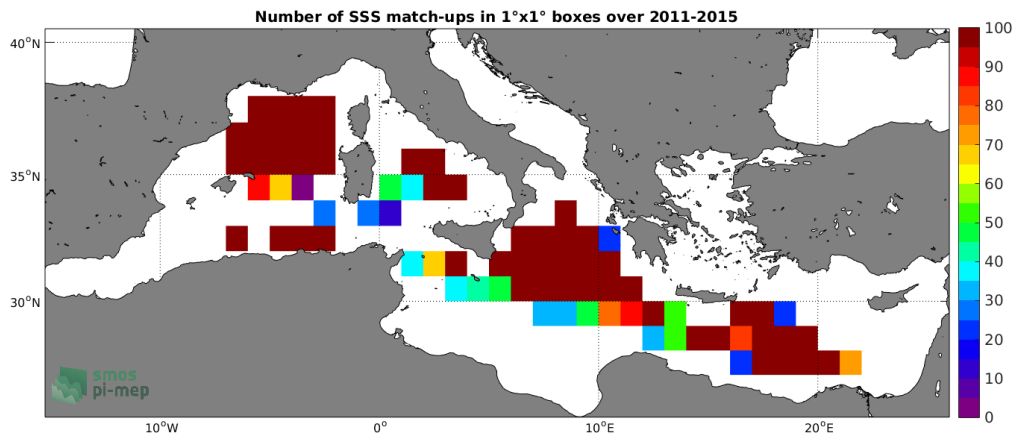 Number of SSS match-ups in 1°x1° boxes over 2011-2015
40°N
35°N
30°N
10°W
0°
10°E
20°E
100
90
80
70
60
50
40
30
20
10
0
smos
pi-mep